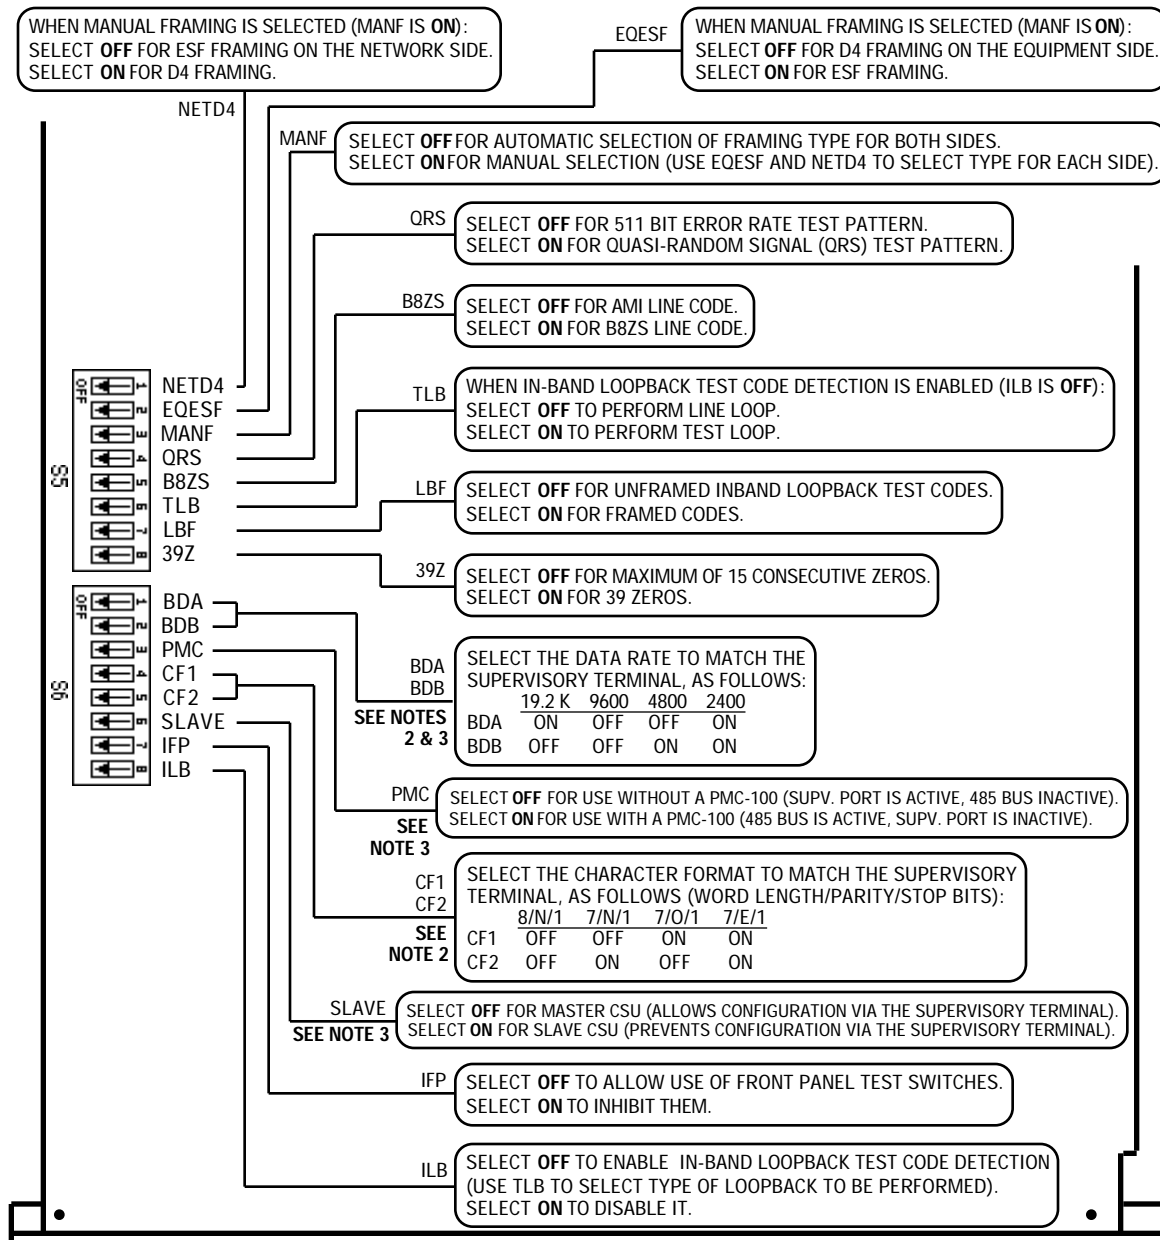 WHEN MANUAL FRAMING IS SELECTED (MANF IS ON):
SELECT OFF FOR ESF FRAMING ON THE NETWORK SIDE.
SELECT ON FOR D4 FRAMING.
NETD4
EQESF
WHEN MANUAL FRAMING IS SELECTED (MANF IS ON):
SELECT OFF FOR D4 FRAMING ON THE EQUIPMENT SIDE.
SELECT ON FOR ESF FRAMING.
MANF
SELECT OFF FOR AUTOMATIC SELECTION OF FRAMING TYPE FOR BOTH SIDES.
SELECT ON FOR MANUAL SELECTION (USE EQESF AND NETD4 TO SELECT TYPE FOR EACH SIDE).
QRS
SELECT OFF FOR 511 BIT ERROR RATE TEST PATTERN.
SELECT ON FOR QUASI-RANDOM SIGNAL (QRS) TEST PATTERN.
B8ZS
SELECT OFF FOR AMI LINE CODE.
SELECT ON FOR B8ZS LINE CODE.
TLB
WHEN IN-BAND LOOPBACK TEST CODE DETECTION IS ENABLED (ILB IS OFF):
SELECT OFF TO PERFORM LINE LOOP.
SELECT ON TO PERFORM TEST LOOP.
LBF
SELECT OFF FOR UNFRAMED INBAND LOOPBACK TEST CODES.
SELECT ON FOR FRAMED CODES.
39Z
SELECT OFF FOR MAXIMUM OF 15 CONSECUTIVE ZEROS.
SELECT ON FOR 39 ZEROS.
S5
OFF
1 NETD4
2 EQESF
3 MANF
4 QRS
5 B8ZS
6 TLB
7 LBF
8 39Z
S6
OFF
1 BDA
2 BDB
3 PMC
4 CF1
5 CF2
6 SLAVE
7 IFP
8 ILB
BDA
BDB
SEE NOTES
2 & 3
SELECT THE DATA RATE TO MATCH THE
SUPERVISORY TERMINAL, AS FOLLOWS:
19.2 K 9600 4800 2400
BDA ON OFF OFF ON
BDB OFF OFF ON ON
PMC
SEE
NOTE 3
SELECT OFF FOR USE WITHOUT A PMC-100 (SUPV. PORT IS ACTIVE, 485 BUS INACTIVE).
SELECT ON FOR USE WITH A PMC-100 (485 BUS IS ACTIVE, SUPV. PORT IS INACTIVE).
CF1
CF2
SEE
NOTE 2
SELECT THE CHARACTER FORMAT TO MATCH THE SUPERVISORY
TERMINAL, AS FOLLOWS (WORD LENGTH/PARITY/STOP BITS):
8/N/1 7/N/1 7/O/1 7/E/1
CF1 OFF OFF ON ON
CF2 OFF ON OFF ON
SLAVE
SEE NOTE 3
SELECT OFF FOR MASTER CSU (ALLOWS CONFIGURATION VIA THE SUPERVISORY TERMINAL).
SELECT ON FOR SLAVE CSU (PREVENTS CONFIGURATION VIA THE SUPERVISORY TERMINAL).
IFP
SELECT OFF TO ALLOW USE OF FRONT PANEL TEST SWITCHES.
SELECT ON TO INHIBIT THEM.
ILB
SELECT OFF TO ENABLE IN-BAND LOOPBACK TEST CODE DETECTION
(USE TLB TO SELECT TYPE OF LOOPBACK TO BE PERFORMED).
SELECT ON TO DISABLE IT.